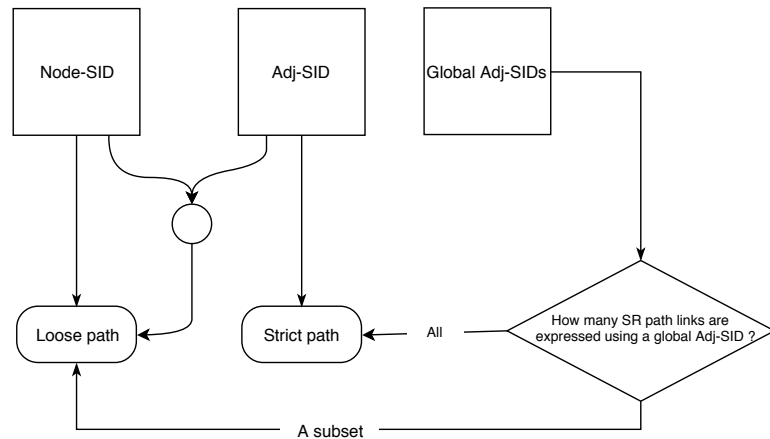 Node-SID
Adj-SID
Global Adj-SIDs
Loose path
Strict path
All
How many SR path links are
expressed using a global Adj-SID ?
A subset